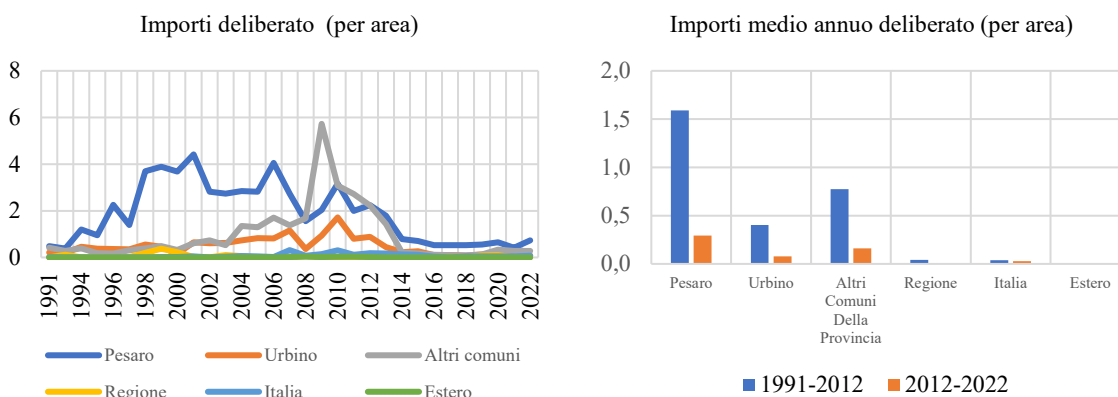 Importi deliberato (per area)
8
6
4
2
0
1991
1994
1996
1998
2000
2002
2004
2006
2008
2010
2012
2014
2016
2018
2020
2022
Pesaro
Urbino
Altri comuni
Regione
Italia
Estero
Importi medio annuo deliberato (per area)
2,0
1,5
1,0
0,5
0,0
Pesaro
Urbino
Altri
Comuni
Della
Provincia
Regione
Italia
Estero
1991-2012
2012-2022